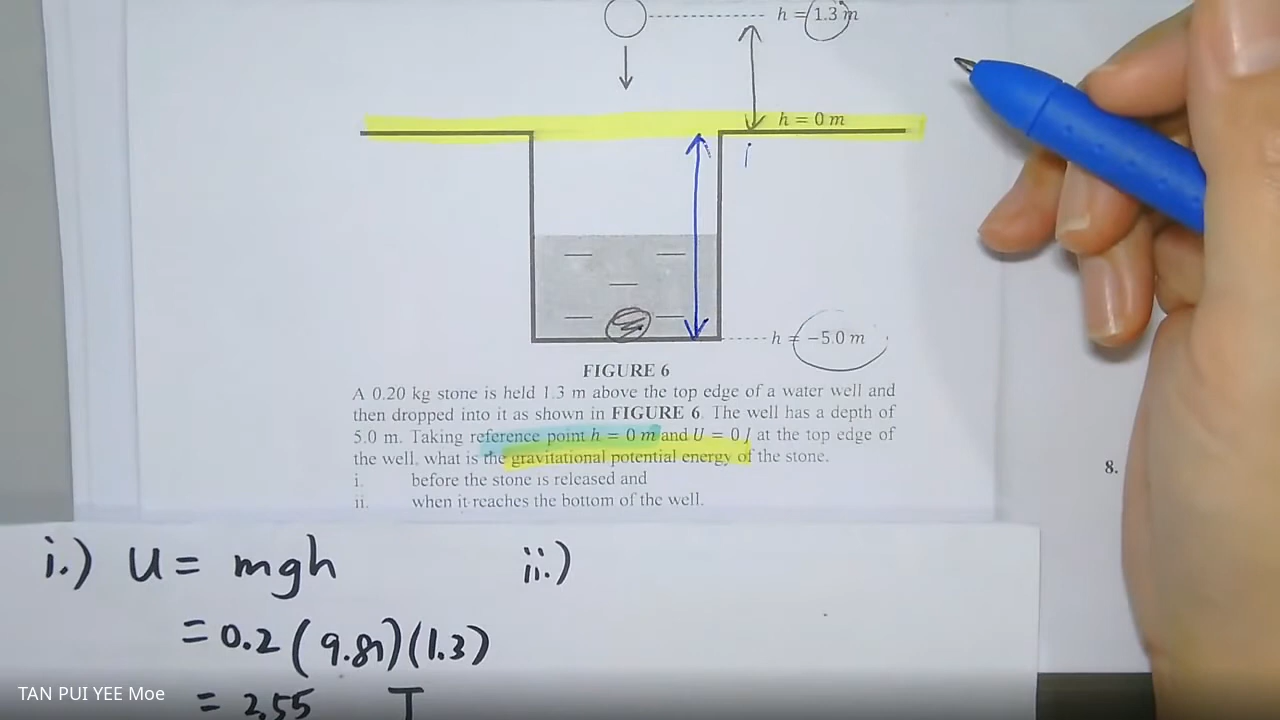 h = 1.3 m
h = 0 m
i
h = −5.0 m
FIGURE 6
A 0.20 kg stone is held 1.3 m above the top edge of a water well and
then dropped into it as shown in FIGURE 6. The well has a depth of
5.0 m. Taking reference point h = 0 m and U = 0 J at the top edge of
the well, what is the gravitational potential energy of the stone.
i. before the stone is released and
ii. when it reaches the bottom of the well.
8.
i.) U = mgh
= 0.2 (9.81)(1.3)
= 2.55 J
ii.)
TAN PUI YEE Moe